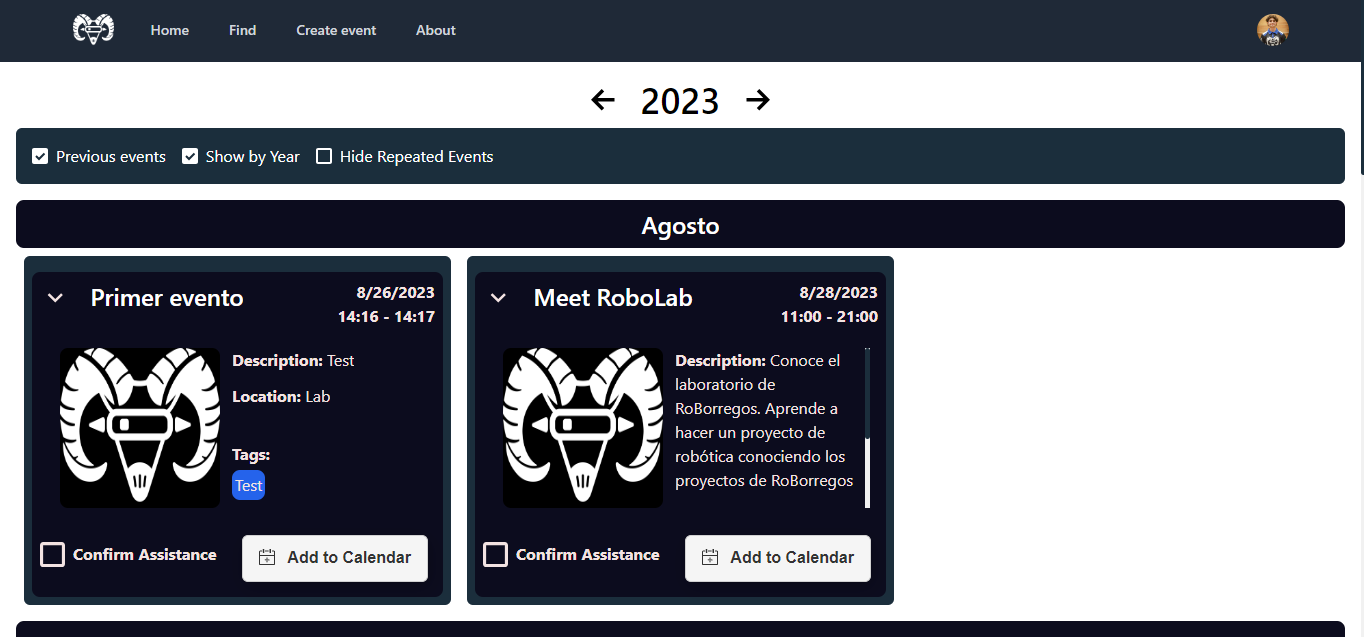 Home Find Create event About
2023
Previous events Show by Year Hide Repeated Events
Agosto
Primer evento
8/26/2023
14:16 - 14:17
Description: Test
Location: Lab
Tags:
Test
Confirm Assistance
Add to Calendar
Meet RoboLab
8/28/2023
11:00 - 21:00
Description: Conoce el
laboratorio de
RoBorregos. Aprende a
hacer un proyecto de
robótica conociendo los
proyectos de RoBorregos
Confirm Assistance
Add to Calendar